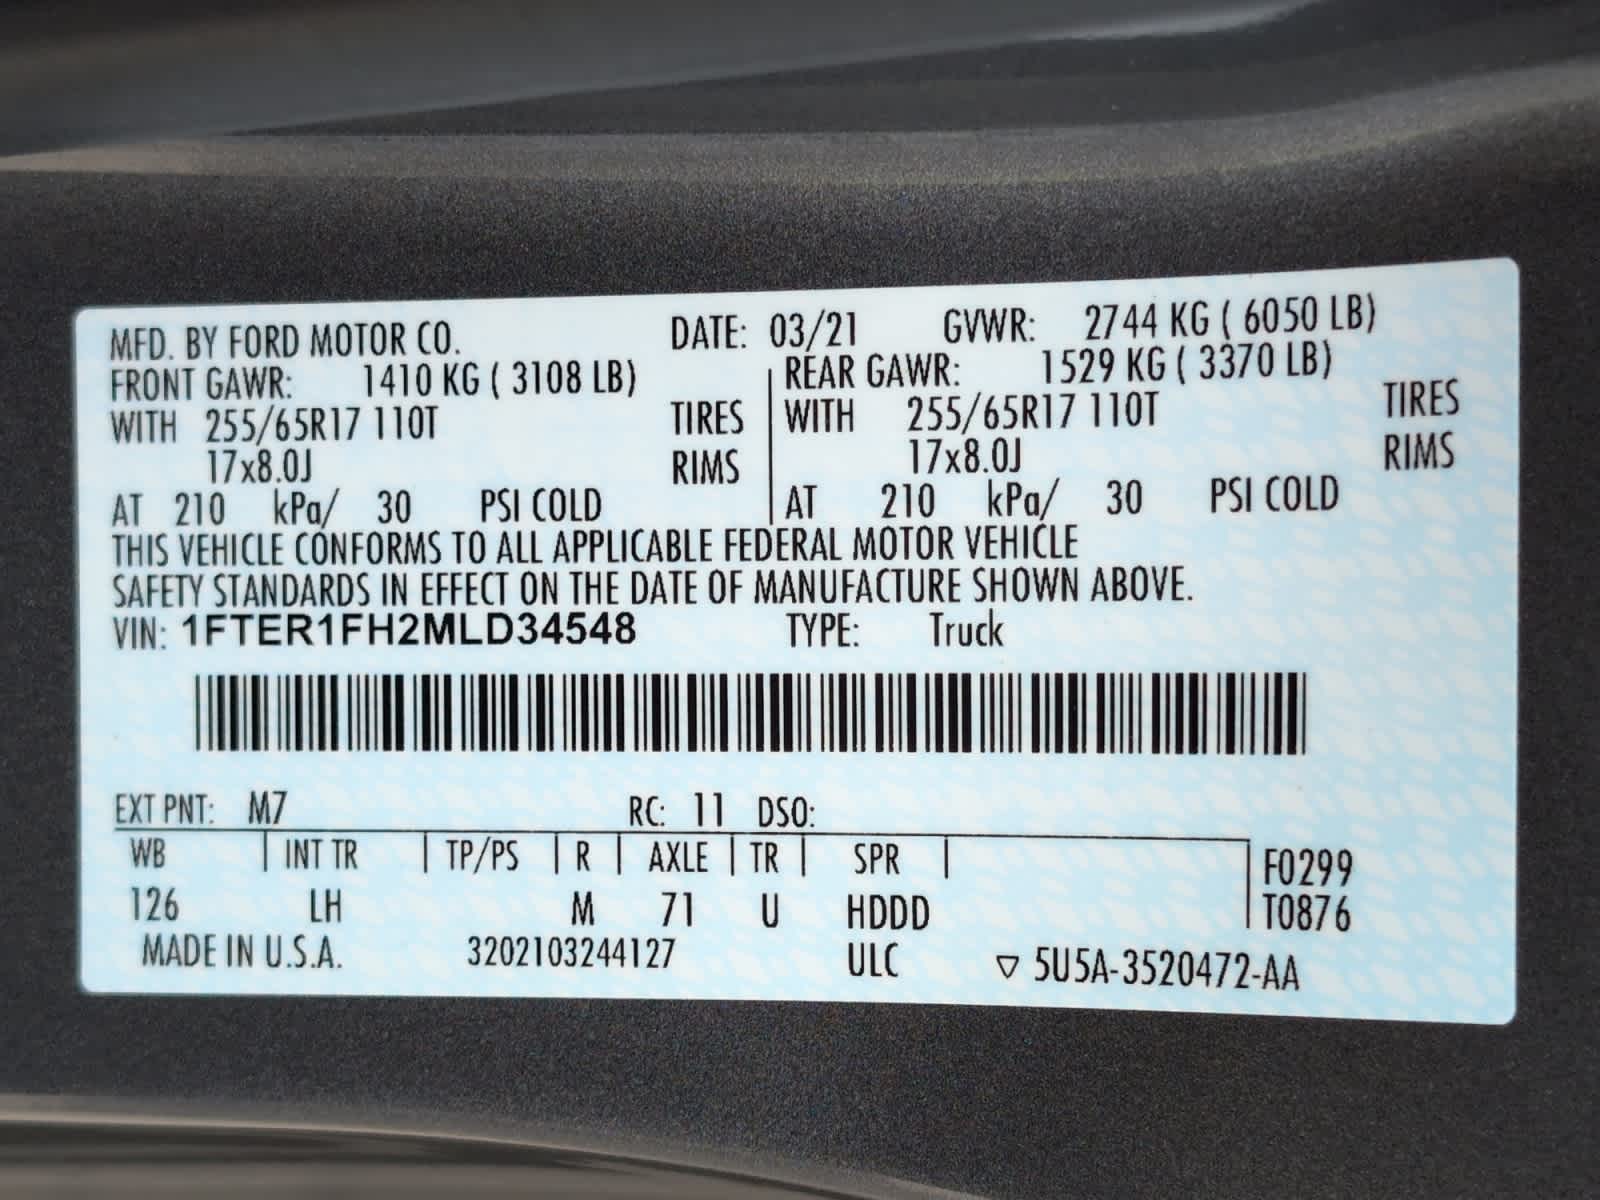 MFD. BY FORD MOTOR CO. DATE: 03/21 GVWR: 2744 KG ( 6050 LB)
FRONT GAWR: 1410 KG ( 3108 LB) REAR GAWR: 1529 KG ( 3370 LB)
WITH 255/65R17 110T TIRES WITH 255/65R17 110T TIRES
17x8.0J RIMS 17x8.0J RIMS
AT 210 kPa/ 30 PSI COLD AT 210 kPa/ 30 PSI COLD
THIS VEHICLE CONFORMS TO ALL APPLICABLE FEDERAL MOTOR VEHICLE
SAFETY STANDARDS IN EFFECT ON THE DATE OF MANUFACTURE SHOWN ABOVE.
VIN: 1FTER1FH2MLD34548 TYPE: Truck
EXT PNT: M7 RC: 11 DSO:
WB | INT TR | TP/PS | R | AXLE | TR | SPR | F0299
126 LH M 71 U HDDD T0876
MADE IN U.S.A. 3202103244127 ULC ▽ 5U5A-3520472-AA